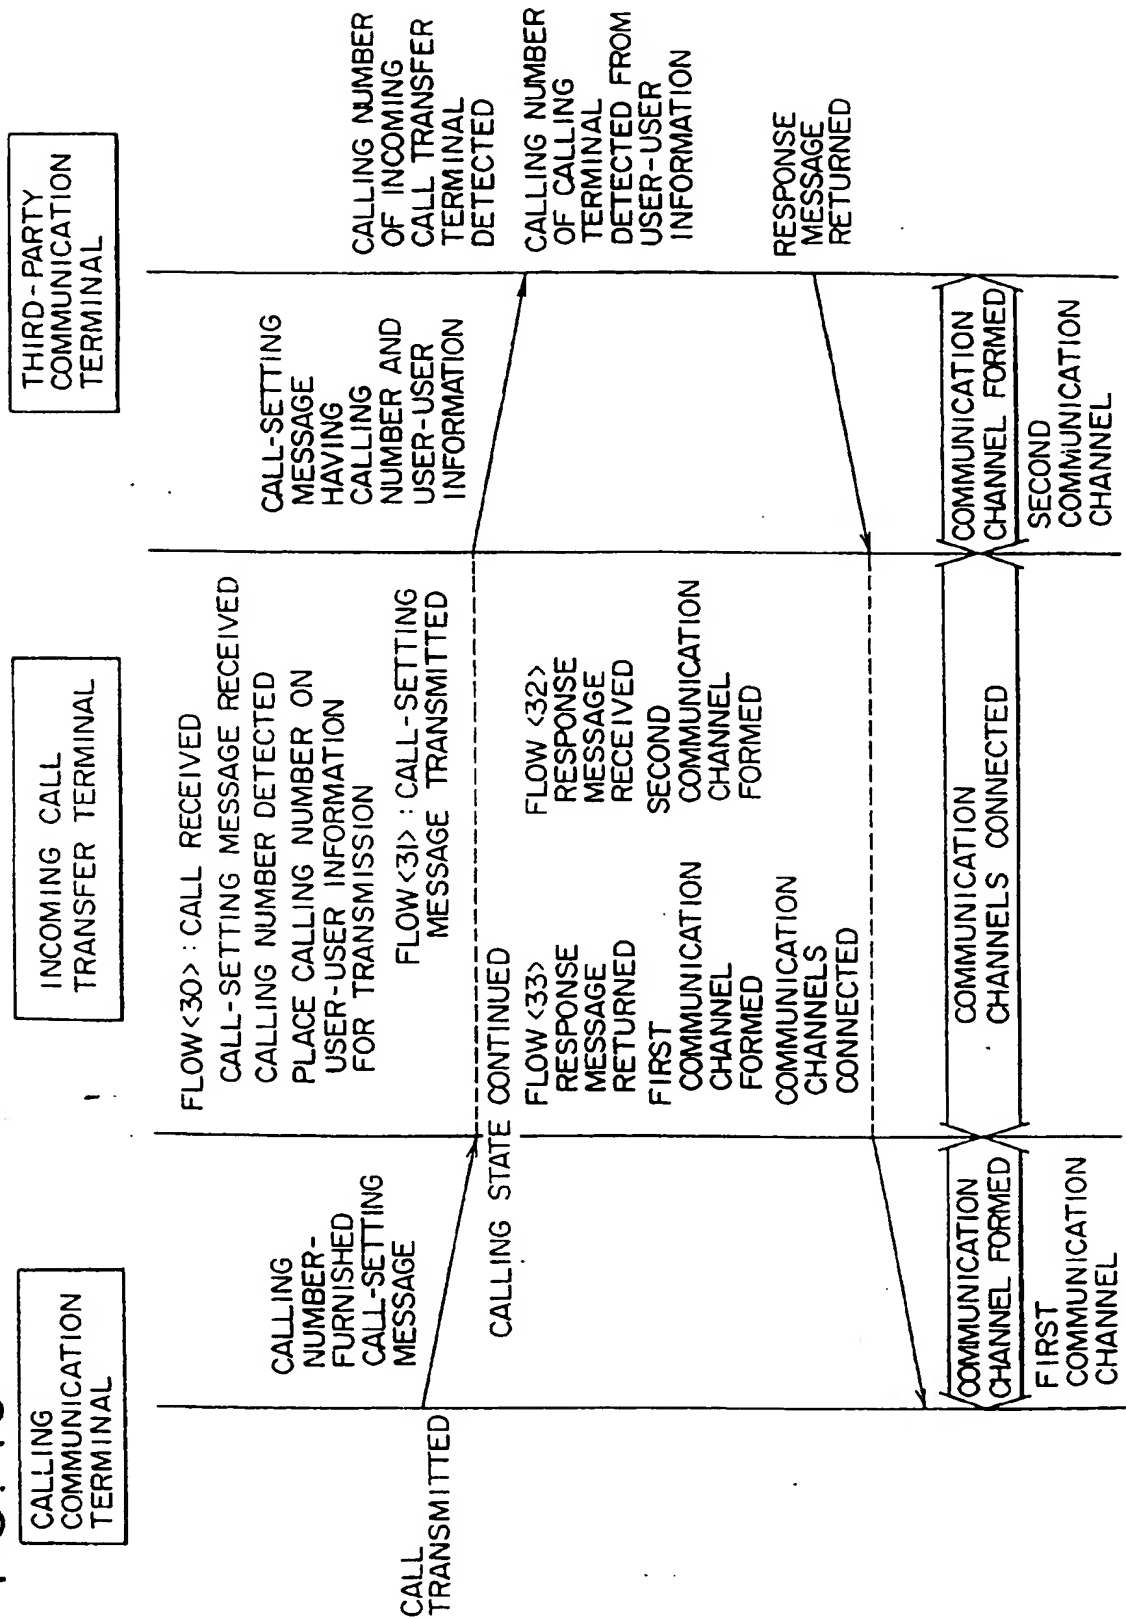 CALLING
COMMUNICATION
TERMINAL
INCOMING CALL
TRANSFER TERMINAL
THIRD-PARTY
COMMUNICATION
TERMINAL
CALL
TRANSMITTED
CALLING
NUMBER-
FURNISHED
CALL-SETTING
MESSAGE
FLOW<30> : CALL RECEIVED
CALL-SETTING MESSAGE RECEIVED
CALLING NUMBER DETECTED
PLACE CALLING NUMBER ON
USER-USER INFORMATION
FOR TRANSMISSION
FLOW<31> : CALL-SETTING
MESSAGE TRANSMITTED
CALL-SETTING
MESSAGE
HAVING
CALLING
NUMBER AND
USER-USER
INFORMATION
CALLING NUMBER
OF INCOMING
CALL TRANSFER
TERMINAL
DETECTED
CALLING NUMBER
OF CALLING
TERMINAL
DETECTED FROM
USER-USER
INFORMATION
CALLING STATE CONTINUED
FLOW <33>
RESPONSE
MESSAGE
RETURNED
FIRST
COMMUNICATION
CHANNEL
FORMED
COMMUNICATION
CHANNELS
CONNECTED
FLOW <32>
RESPONSE
MESSAGE
RECEIVED
SECOND
COMMUNICATION
CHANNEL
FORMED
RESPONSE
MESSAGE
RETURNED
COMMUNICATION
CHANNEL FORMED
FIRST
COMMUNICATION
CHANNEL
COMMUNICATION
CHANNELS CONNECTED
COMMUNICATION
CHANNEL FORMED
SECOND
COMMUNICATION
CHANNEL